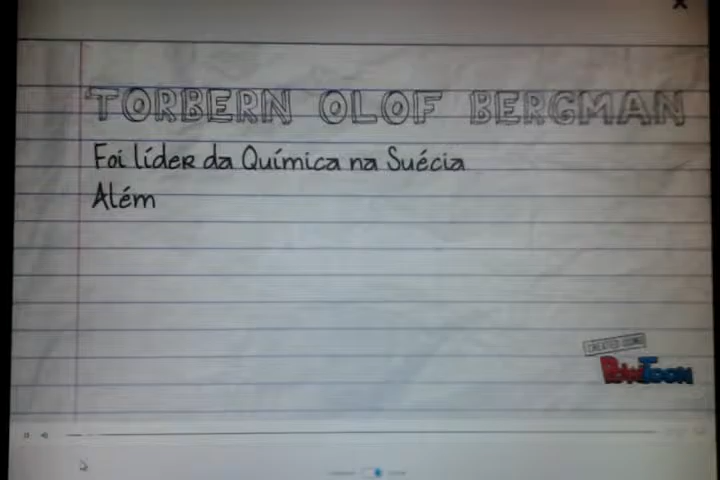 TORBERN OLOF BERGMAN
Foi líder da Química na Suécia
Além
CREATED USING
PowToon